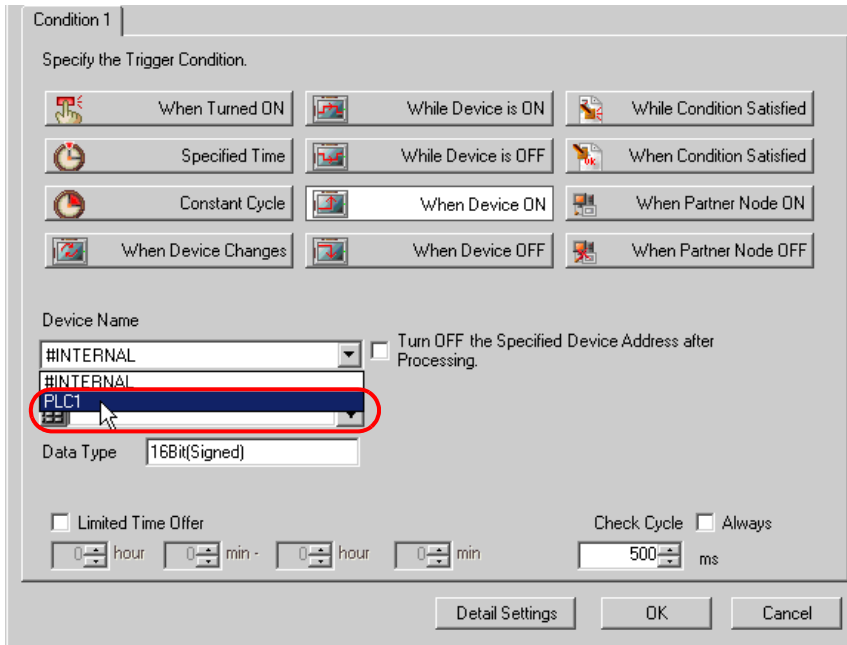 Condition 1
Specify the Trigger Condition.
When Turned ON While Device is ON While Condition Satisfied
Specified Time While Device is OFF When Condition Satisfied
Constant Cycle When Device ON When Partner Node ON
When Device Changes When Device OFF When Partner Node OFF
Device Name
#INTERNAL Turn OFF the Specified Device Address after
Processing.
#INTERNAL
PLC1
Data Type 16Bit(Signed)
Limited Time Offer Check Cycle Always
0 hour 0 min - 0 hour 0 min 500 ms
Detail Settings OK Cancel